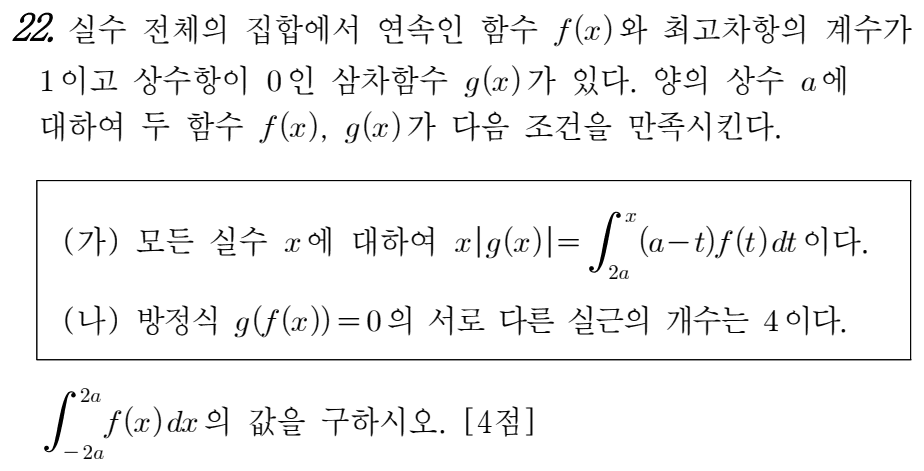 22. 실수 전체의 집합에서 연속인 함수 f(x)와 최고차항의 계수가
1이고 상수항이 0인 삼차함수 g(x)가 있다. 양의 상수 a에
대하여 두 함수 f(x), g(x)가 다음 조건을 만족시킨다.
(가) 모든 실수 x에 대하여 x|g(x)|=∫_{2a}^{x}(a−t)f(t)dt이다.
(나) 방정식 g(f(x))=0의 서로 다른 실근의 개수는 4이다.
∫_{−2a}^{2a}f(x)dx의 값을 구하시오. [4점]